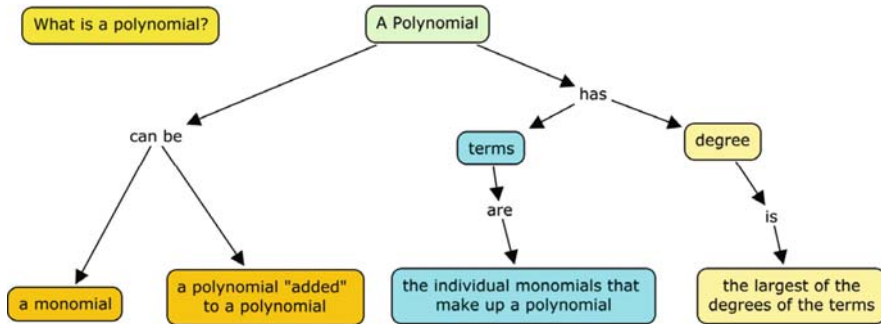 What is a polynomial?
A Polynomial
has
can be
terms
degree
are
is
a monomial
a polynomial "added"
to a polynomial
the individual monomials that
make up a polynomial
the largest of the
degrees of the terms